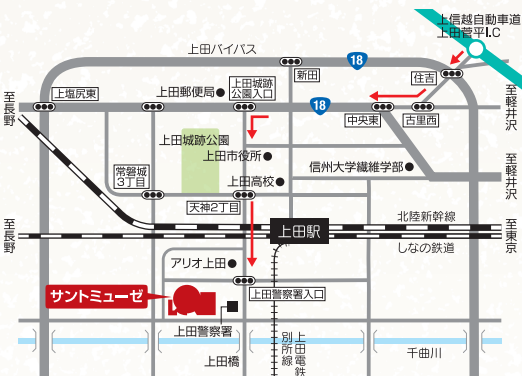 上信越自動車道
上田菅平I.C
上田バイパス
18
新田
住吉
上塩尻東
上田郵便局
上田城跡
公園入口
18
中央東
古里西
至長野
至軽井沢
上田城跡公園
上田市役所
信州大学繊維学部
至軽井沢
常磐城
3丁目
上田高校
天神2丁目
至長野
上田駅
北陸新幹線
しなの鉄道
至東京
アリオ上田
サントミューゼ
上田警察署入口
上田警察署
上田橋
上田電鉄
別所線
千曲川